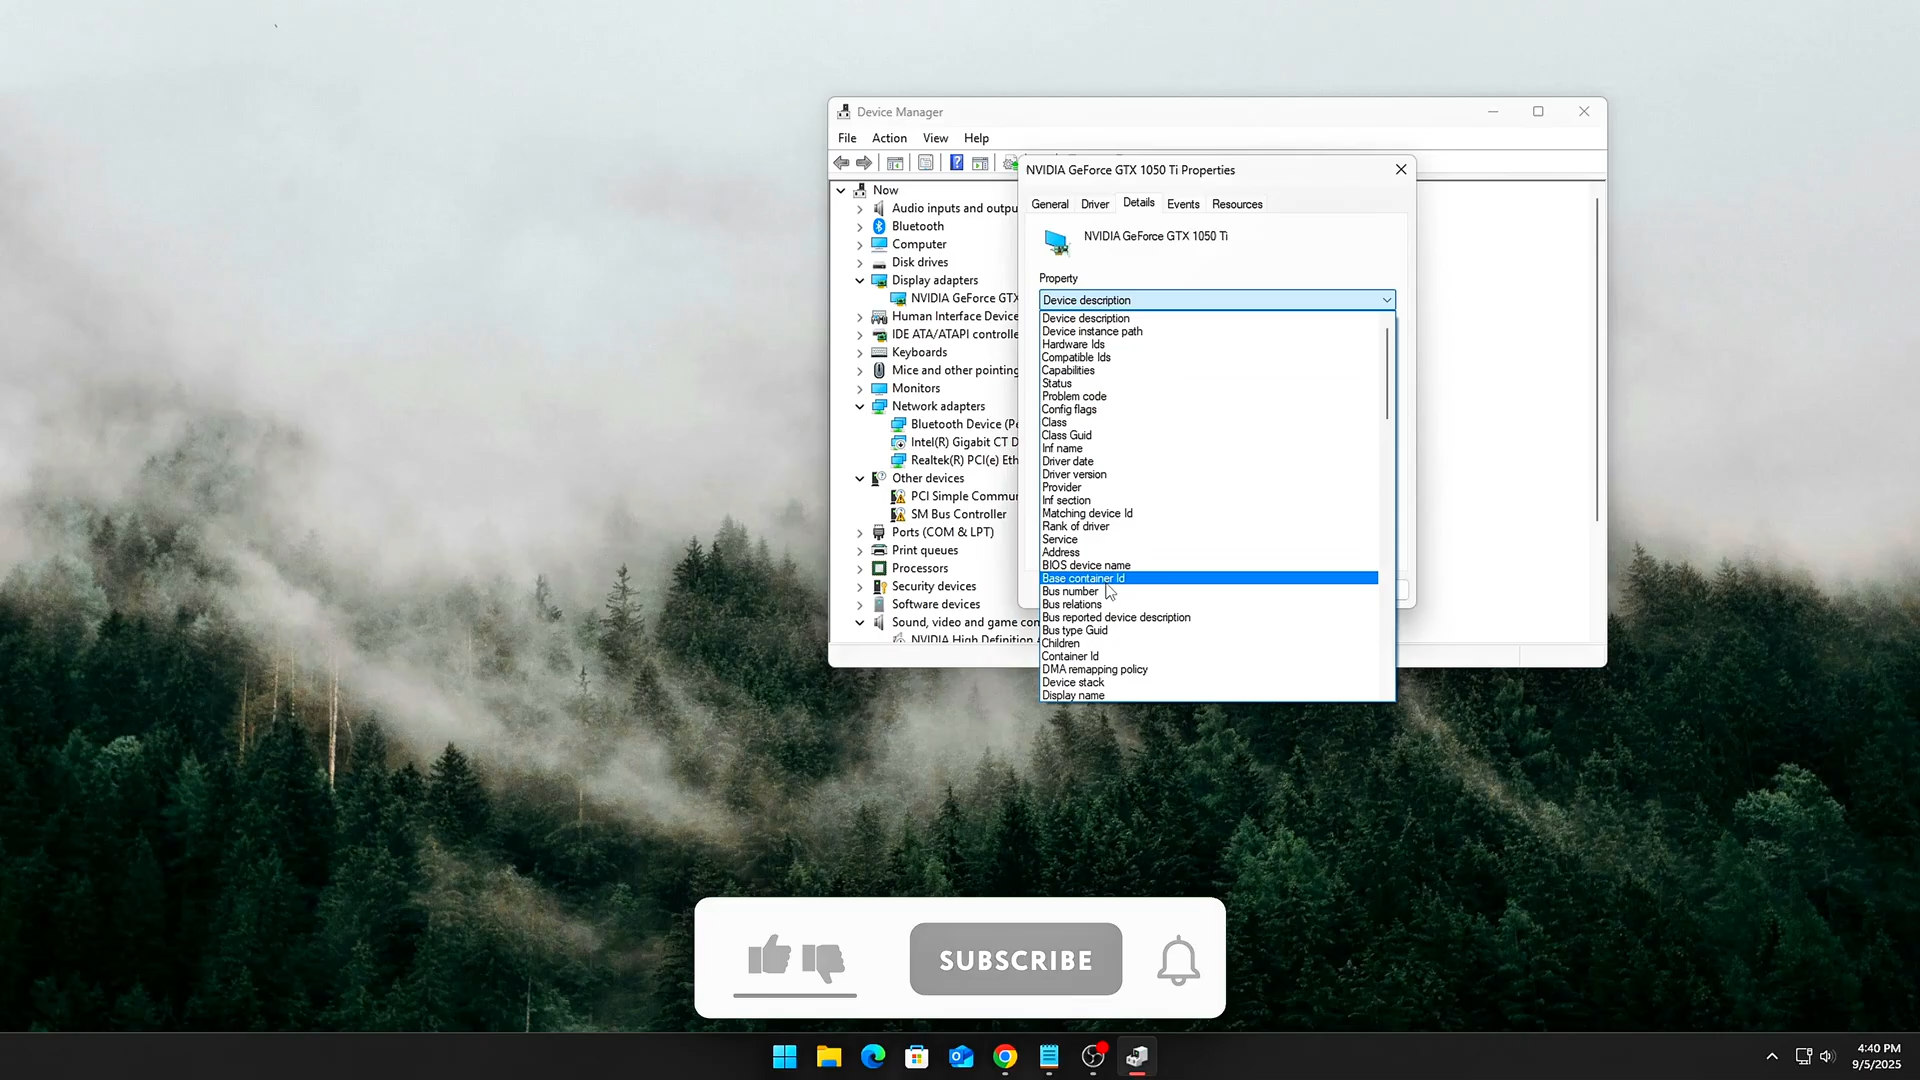 Device Manager
File Action View Help
Now
Audio inputs and outpu
Bluetooth
Computer
Disk drives
Display adapters
NVIDIA GeForce GTX
Human Interface Device
IDE ATA/ATAPI controlle
Keyboards
Mice and other pointing
Monitors
Network adapters
Bluetooth Device (Pe
Intel(R) Gigabit CT D
Realtek(R) PCI(e) Eth
Other devices
PCI Simple Commun
SM Bus Controller
Ports (COM & LPT)
Print queues
Processors
Security devices
Software devices
Sound, video and game con
NVIDIA High Definition
NVIDIA GeForce GTX 1050 Ti Properties
General Driver Details Events Resources
NVIDIA GeForce GTX 1050 Ti
Property
Device description
Device description
Device instance path
Hardware Ids
Compatible Ids
Capabilities
Status
Problem code
Config flags
Class
Class Guid
Inf name
Driver date
Driver version
Provider
Inf section
Matching device Id
Rank of driver
Service
Address
BIOS device name
Base container Id
Bus number
Bus relations
Bus reported device description
Bus type Guid
Children
Container Id
DMA remapping policy
Device stack
Display name
SUBSCRIBE
4:40 PM
9/5/2025